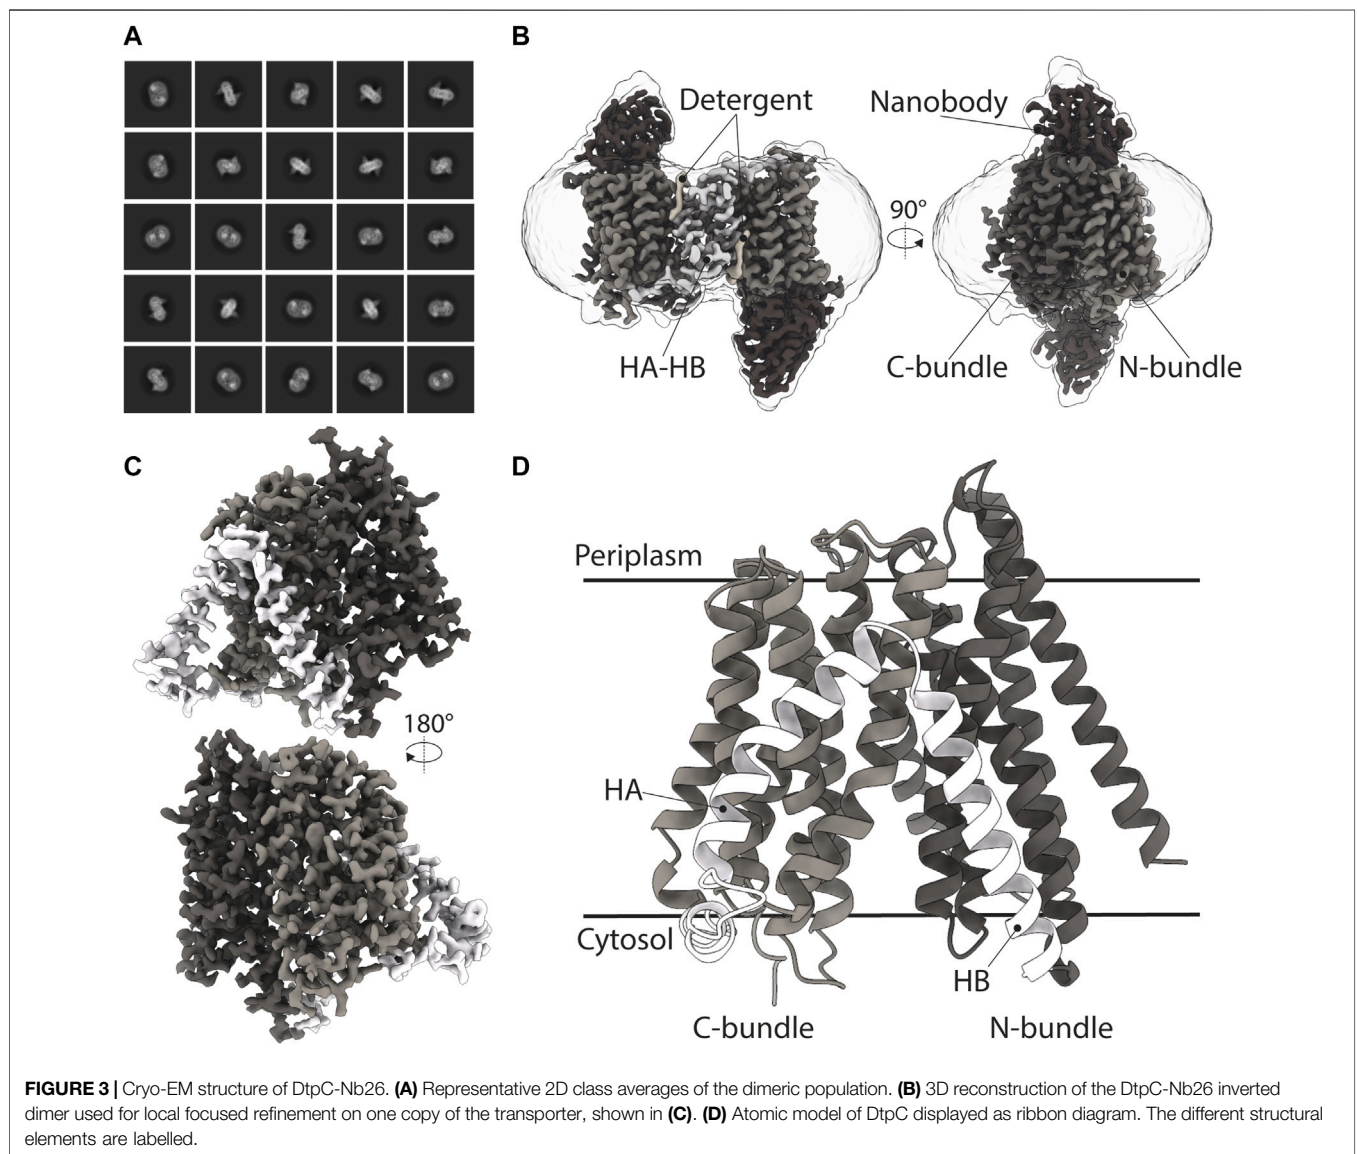 A
B
Detergent
Nanobody
90°
HA-HB
C-bundle
N-bundle
C
180°
D
Periplasm
HA
Cytosol
HB
C-bundle
N-bundle
FIGURE 3 | Cryo-EM structure of DtpC-Nb26. (A) Representative 2D class averages of the dimeric population. (B) 3D reconstruction of the DtpC-Nb26 inverted
dimer used for local focused refinement on one copy of the transporter, shown in (C). (D) Atomic model of DtpC displayed as ribbon diagram. The different structural
elements are labelled.